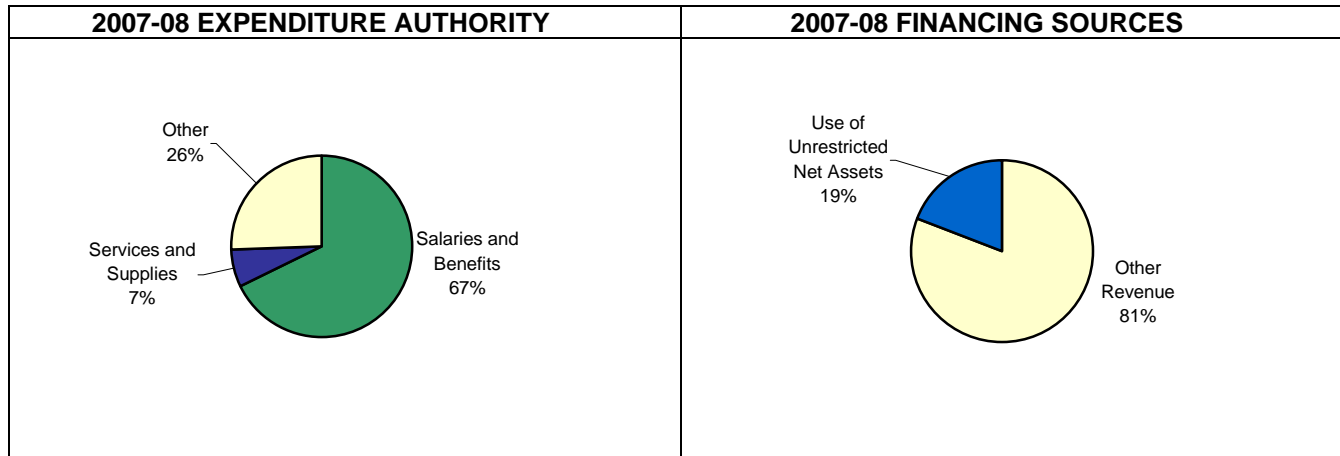 2007-08 EXPENDITURE AUTHORITY
Other
26%
Services and
Supplies
7%
Salaries and
Benefits
67%
2007-08 FINANCING SOURCES
Use of
Unrestricted
Net Assets
19%
Other
Revenue
81%